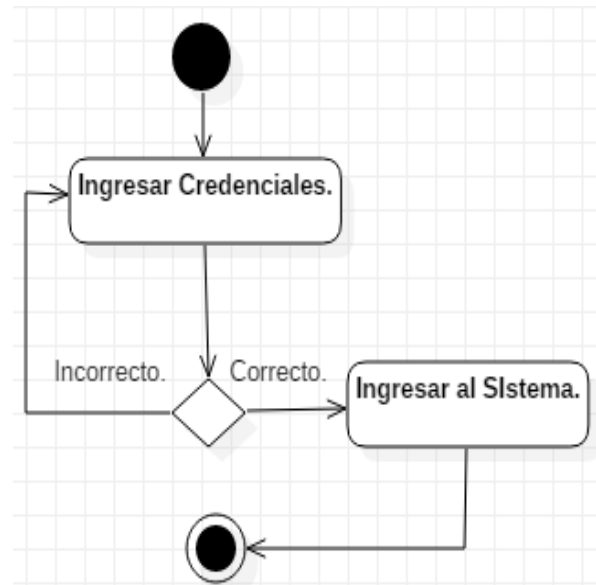 Ingresar Credenciales.
Incorrecto.
Correcto.
Ingresar al SIstema.